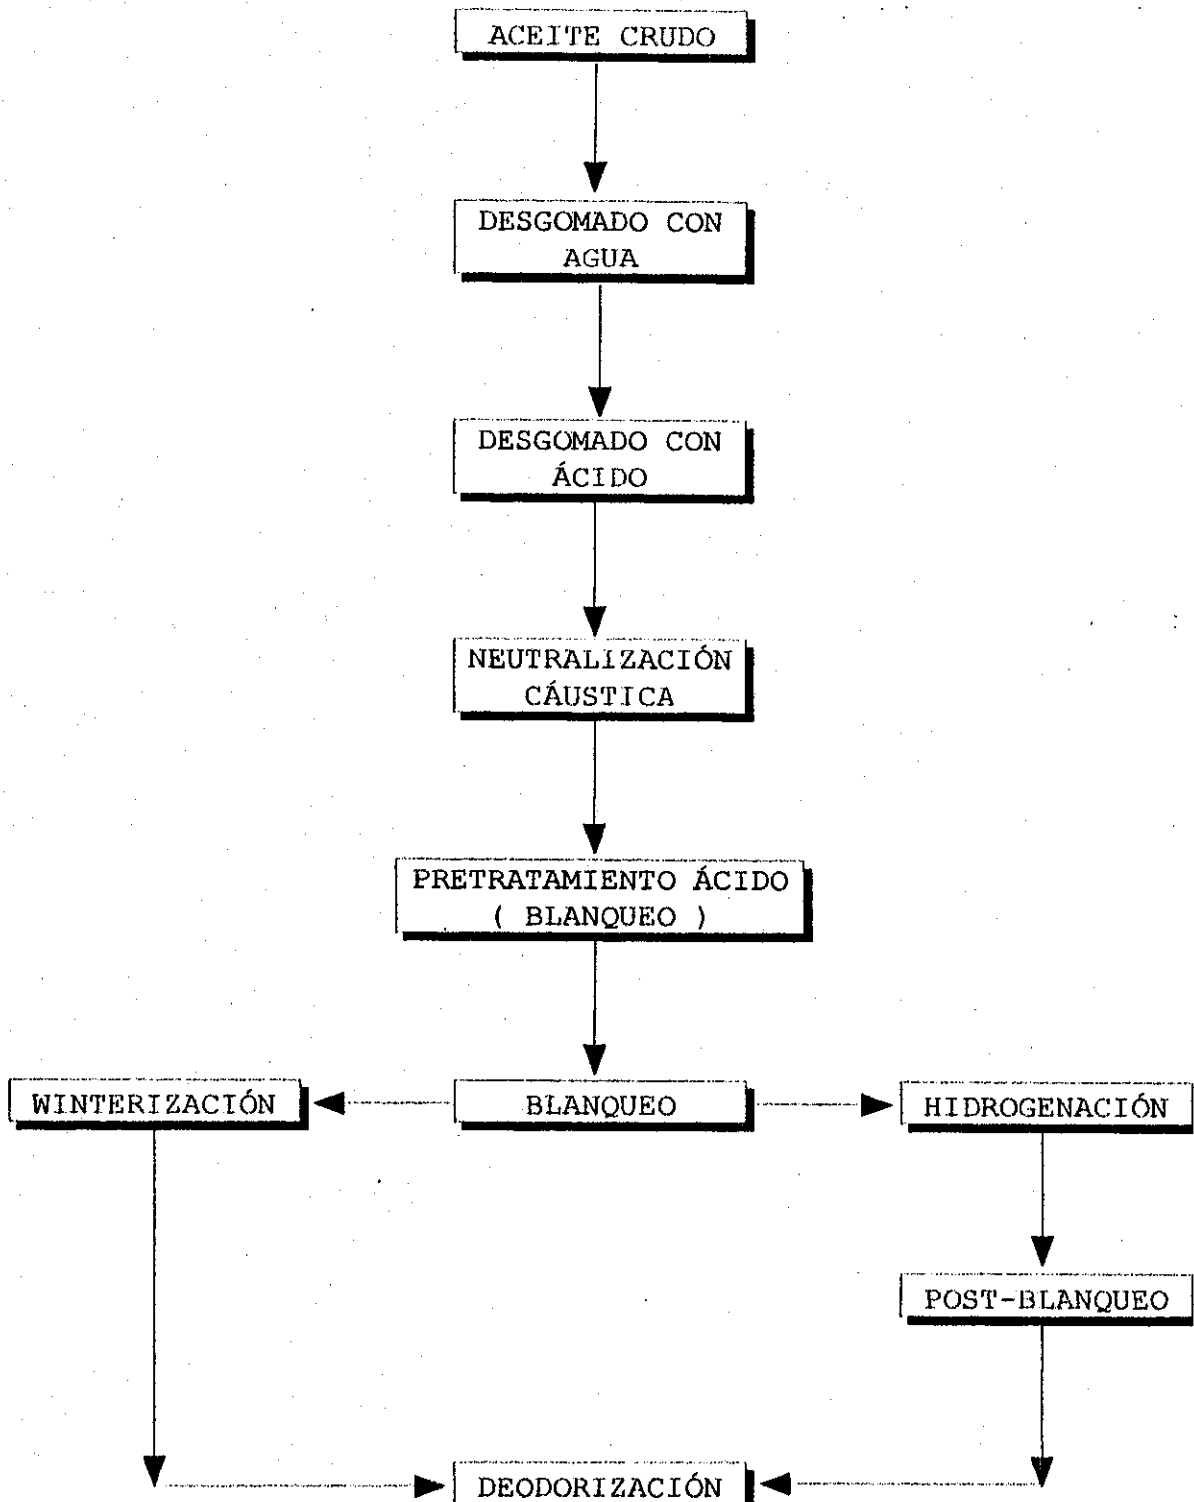 ACEITE CRUDO
DESGOMADO CON
AGUA
DESGOMADO CON
ÁCIDO
NEUTRALIZACIÓN
CÁUSTICA
PRETRATAMIENTO ÁCIDO
( BLANQUEO )
WINTERIZACIÓN
BLANQUEO
HIDROGENACIÓN
POST-BLANQUEO
DEODORIZACIÓN